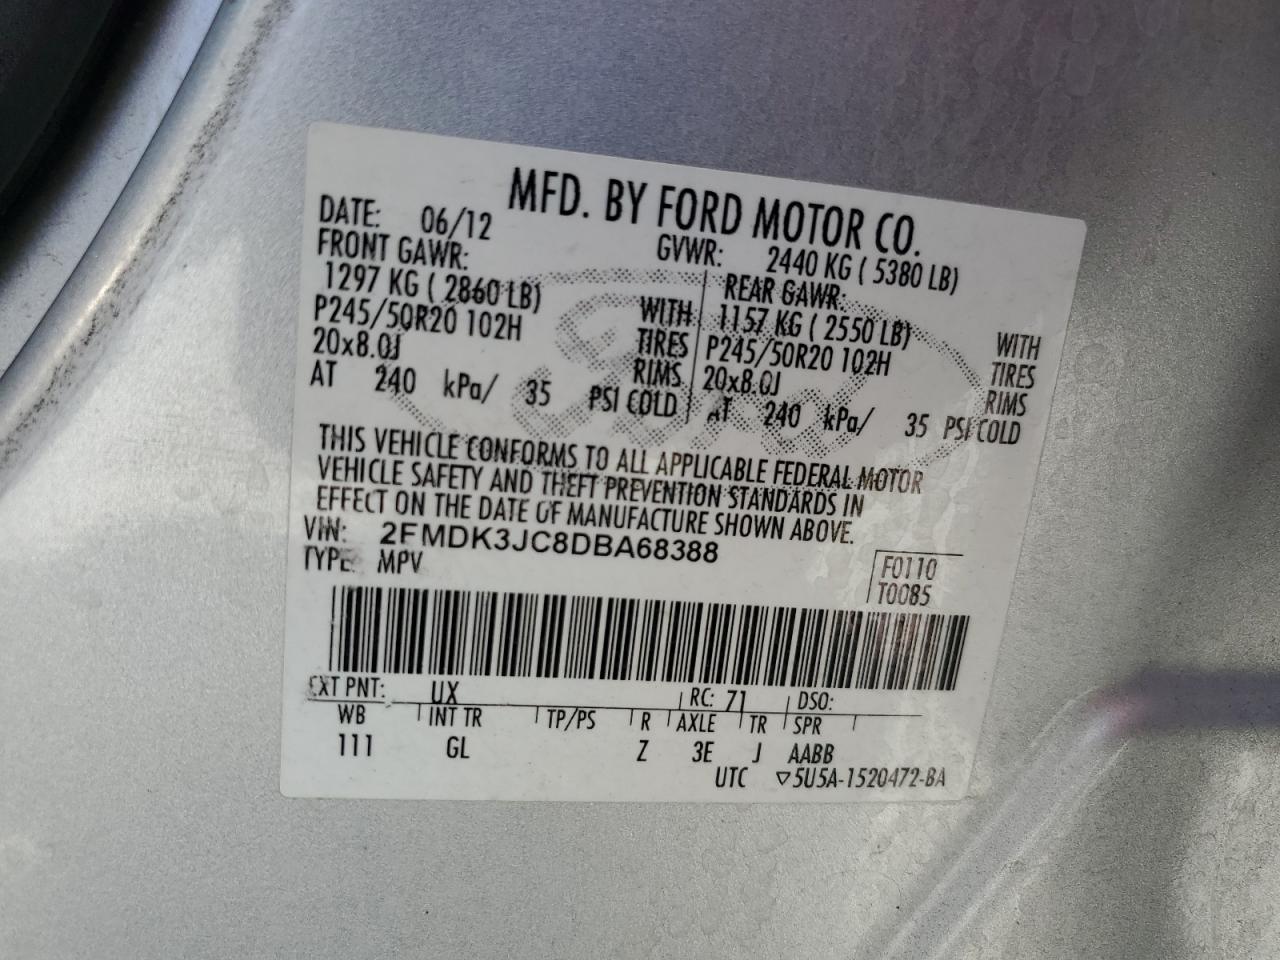 MFD. BY FORD MOTOR CO.
DATE: 06/12 GVWR: 2440 KG ( 5380 LB)
FRONT GAWR: REAR GAWR:
1297 KG ( 2860 LB) WITH 1157 KG ( 2550 LB) WITH
P245/50R20 102H TIRES P245/50R20 102H TIRES
20x8.0J RIMS 20x8.0J RIMS
AT 240 kPa/ 35 PSI COLD AT 240 kPa/ 35 PSI COLD
THIS VEHICLE CONFORMS TO ALL APPLICABLE FEDERAL MOTOR
VEHICLE SAFETY AND THEFT PREVENTION STANDARDS IN
EFFECT ON THE DATE OF MANUFACTURE SHOWN ABOVE.
VIN: 2FMDK3JC8DBA68388
TYPE: MPV
F0110
T0085
EXT PNT: UX RC: 71 DSO:
WB INT TR TP/PS R AXLE TR SPR
111 GL Z 3E J AABB
UTC ▽5U5A-1520472-BA
Ford